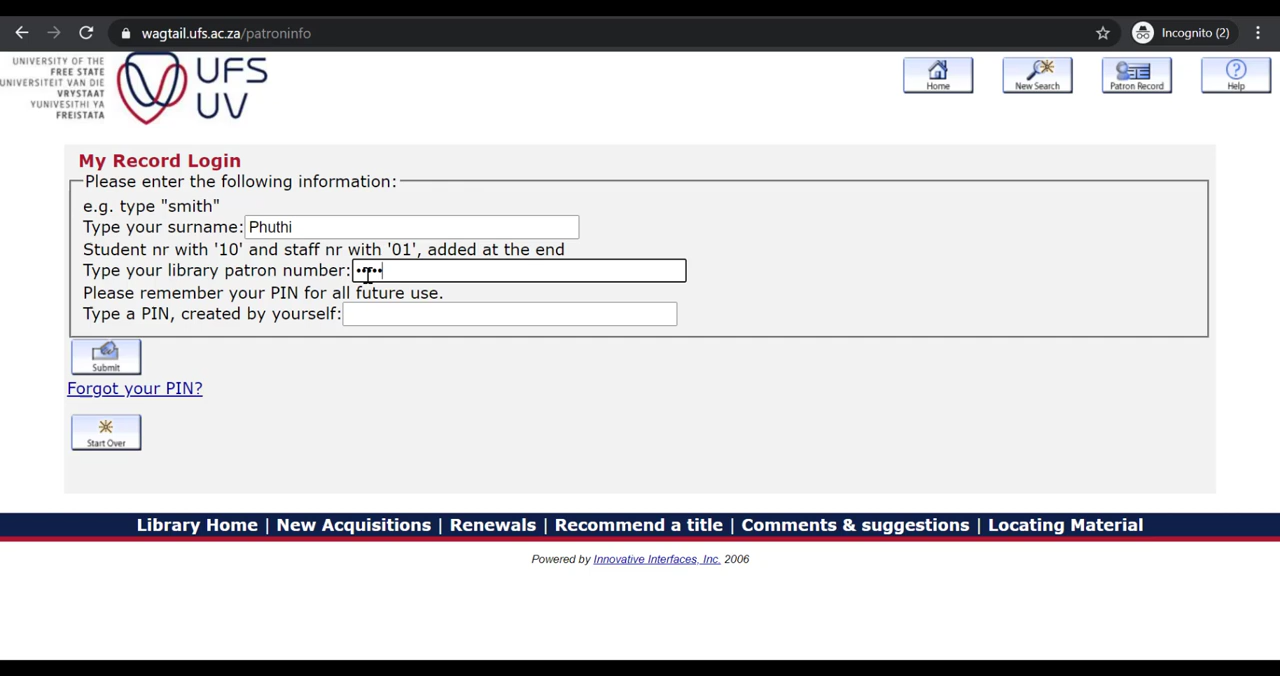 wagtail.ufs.ac.za/patroninfo
Incognito (2)
UNIVERSITY OF THE
FREE STATE
UNIVERSITEIT VAN DIE
VRYSTAAT
YUNIVESITHI YA
FREISTATA
UFS
UV
Home
New Search
Patron Record
Help
My Record Login
Please enter the following information:
e.g. type "smith"
Type your surname: Phuthi
Student nr with '10' and staff nr with '01', added at the end
Type your library patron number:
Please remember your PIN for all future use.
Type a PIN, created by yourself:
Submit
Forgot your PIN?
Start Over
Library Home | New Acquisitions | Renewals | Recommend a title | Comments & suggestions | Locating Material
Powered by Innovative Interfaces, Inc. 2006